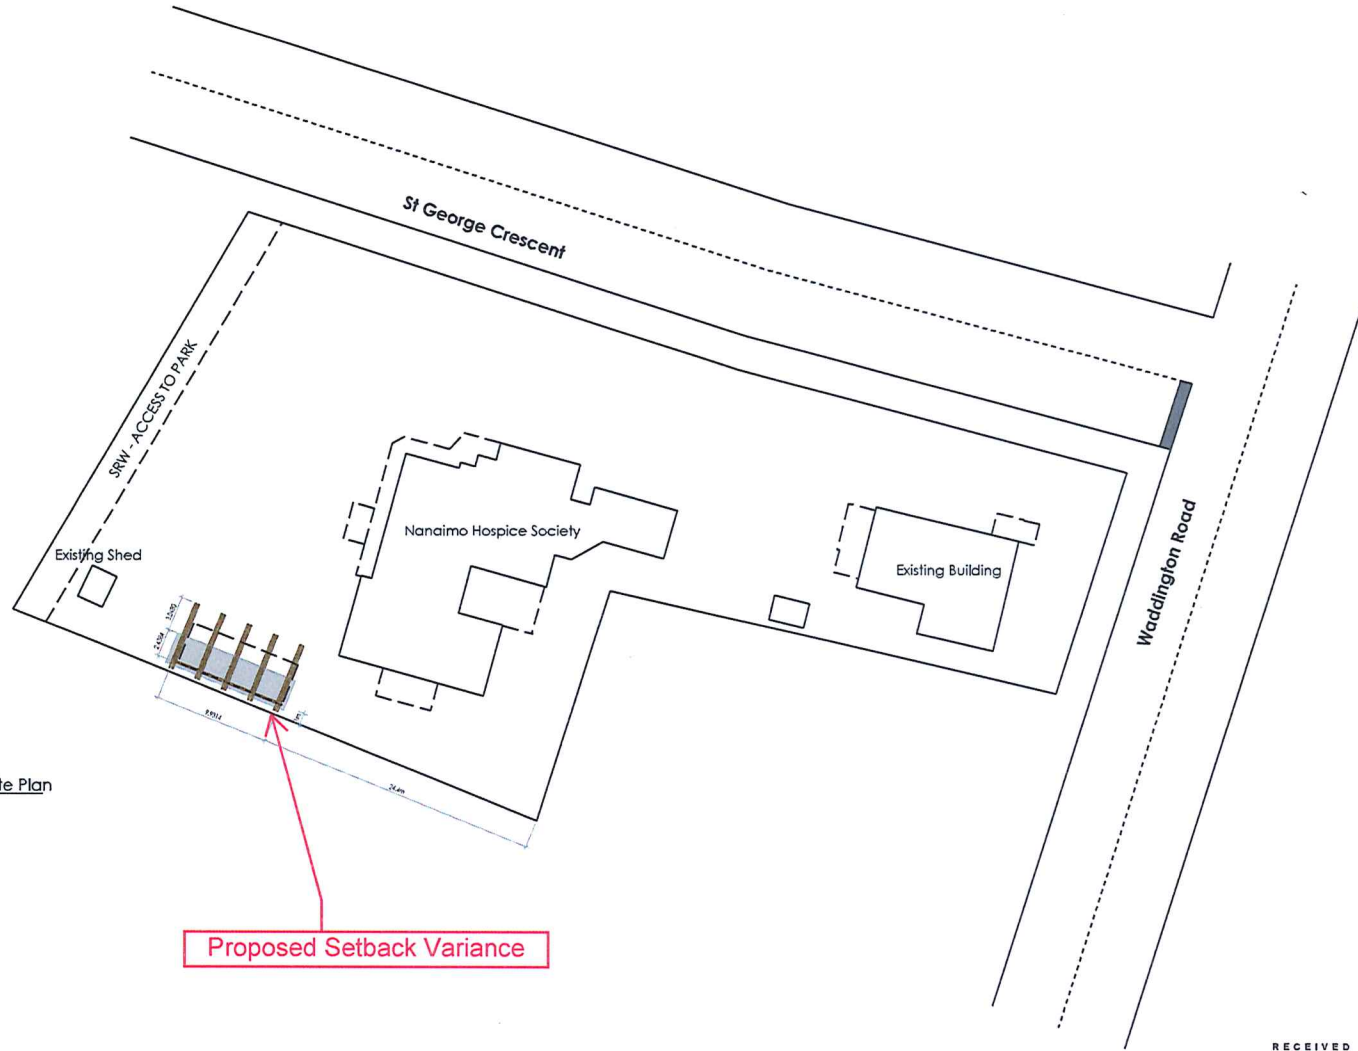 St George Crescent
SRW - ACCESS TO PARK
Nanaimo Hospice Society
Existing Shed
Existing Building
Waddington Road
te Plan
Proposed Setback Variance
RECEIVED